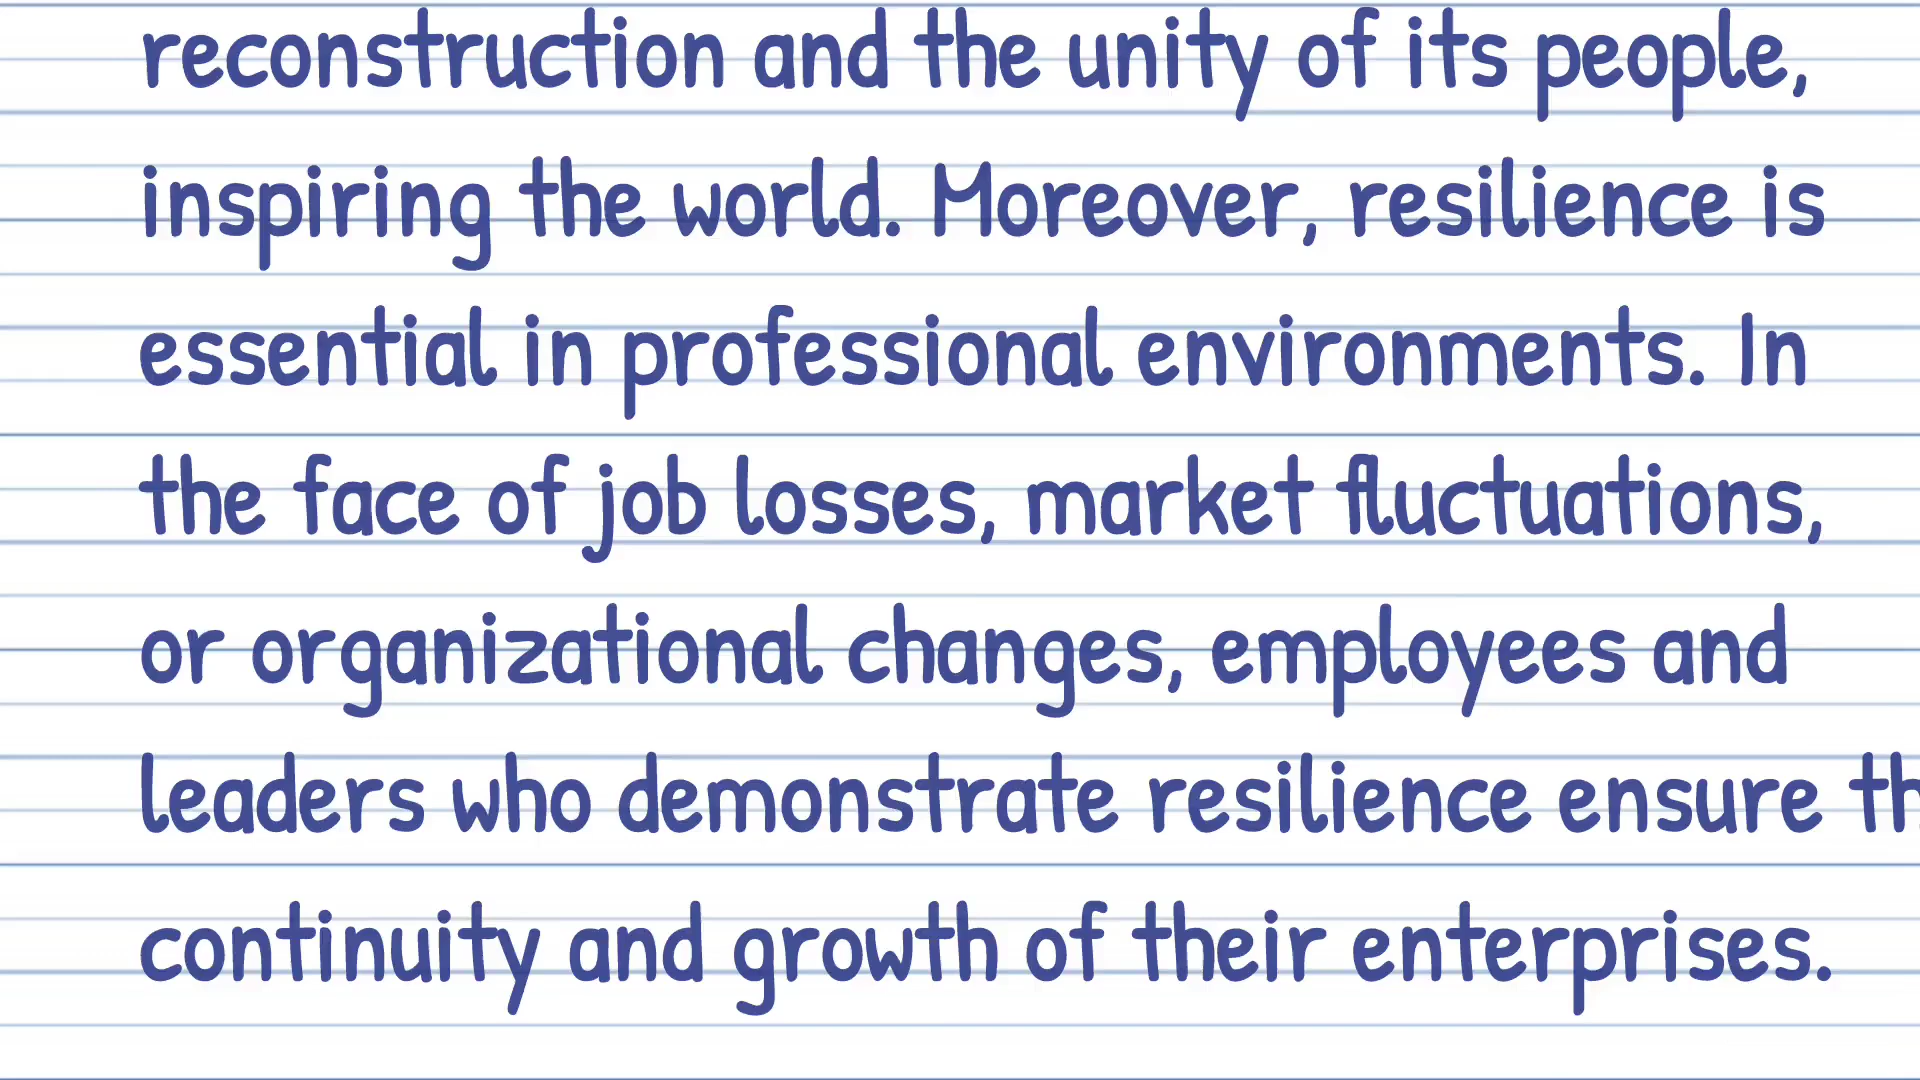 reconstruction and the unity of its people,
inspiring the world. Moreover, resilience is
essential in professional environments. In
the face of job losses, market fluctuations,
or organizational changes, employees and
leaders who demonstrate resilience ensure
continuity and growth of their enterprises.